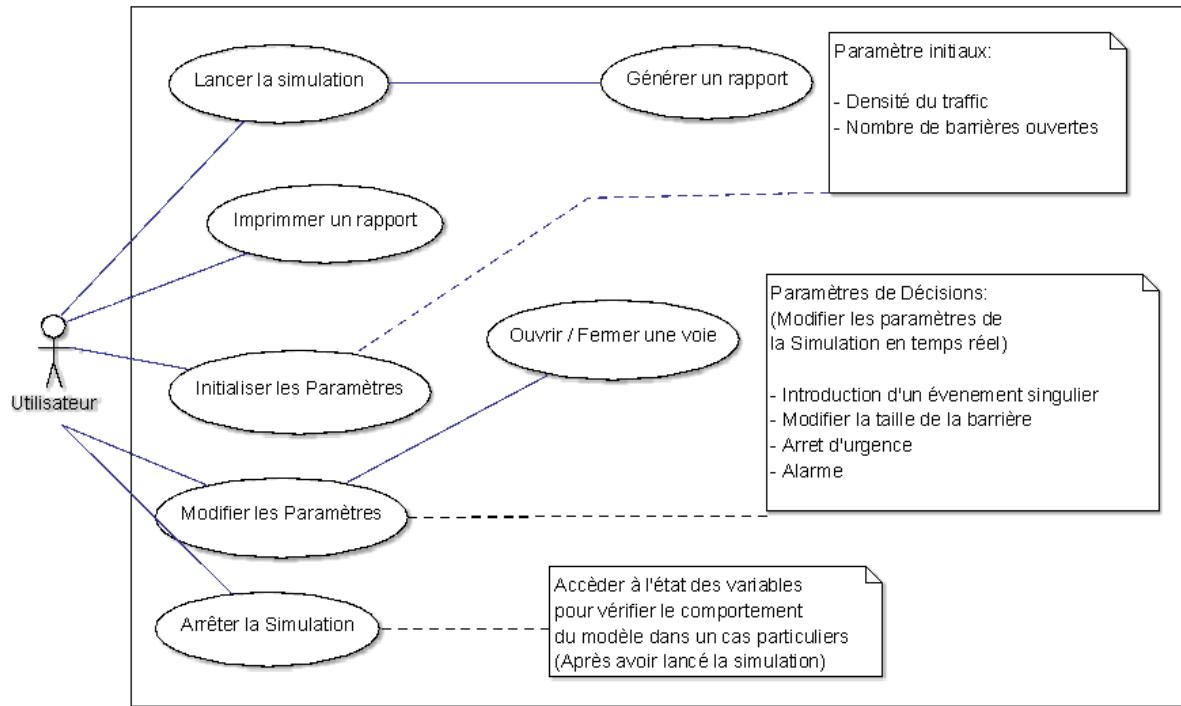 Lancer la simulation
Générer un rapport
Paramètre initiaux:
- Densité du traffic
- Nombre de barrières ouvertes
Imprimmer un rapport
Utilisateur
Initialiser les Paramètres
Ouvrir / Fermer une voie
Paramètres de Décisions:
(Modifier les paramètres de
la Simulation en temps réel)
- Introduction d'un évenement singulier
- Modifier la taille de la barrière
- Arret d'urgence
- Alarme
Modifier les Paramètres
Arrêter la Simulation
Accèder à l'état des variables
pour vérifier le comportement
du modèle dans un cas particuliers
(Après avoir lancé la simulation)